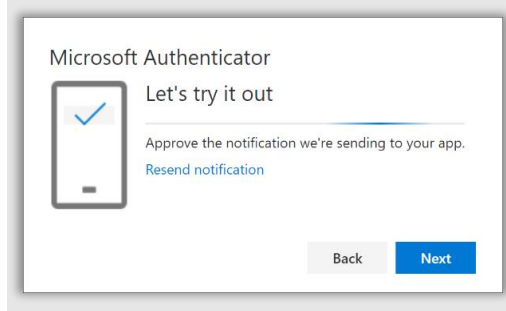 Microsoft Authenticator
Let's try it out
Approve the notification we're sending to your app.
Resend notification
Back Next